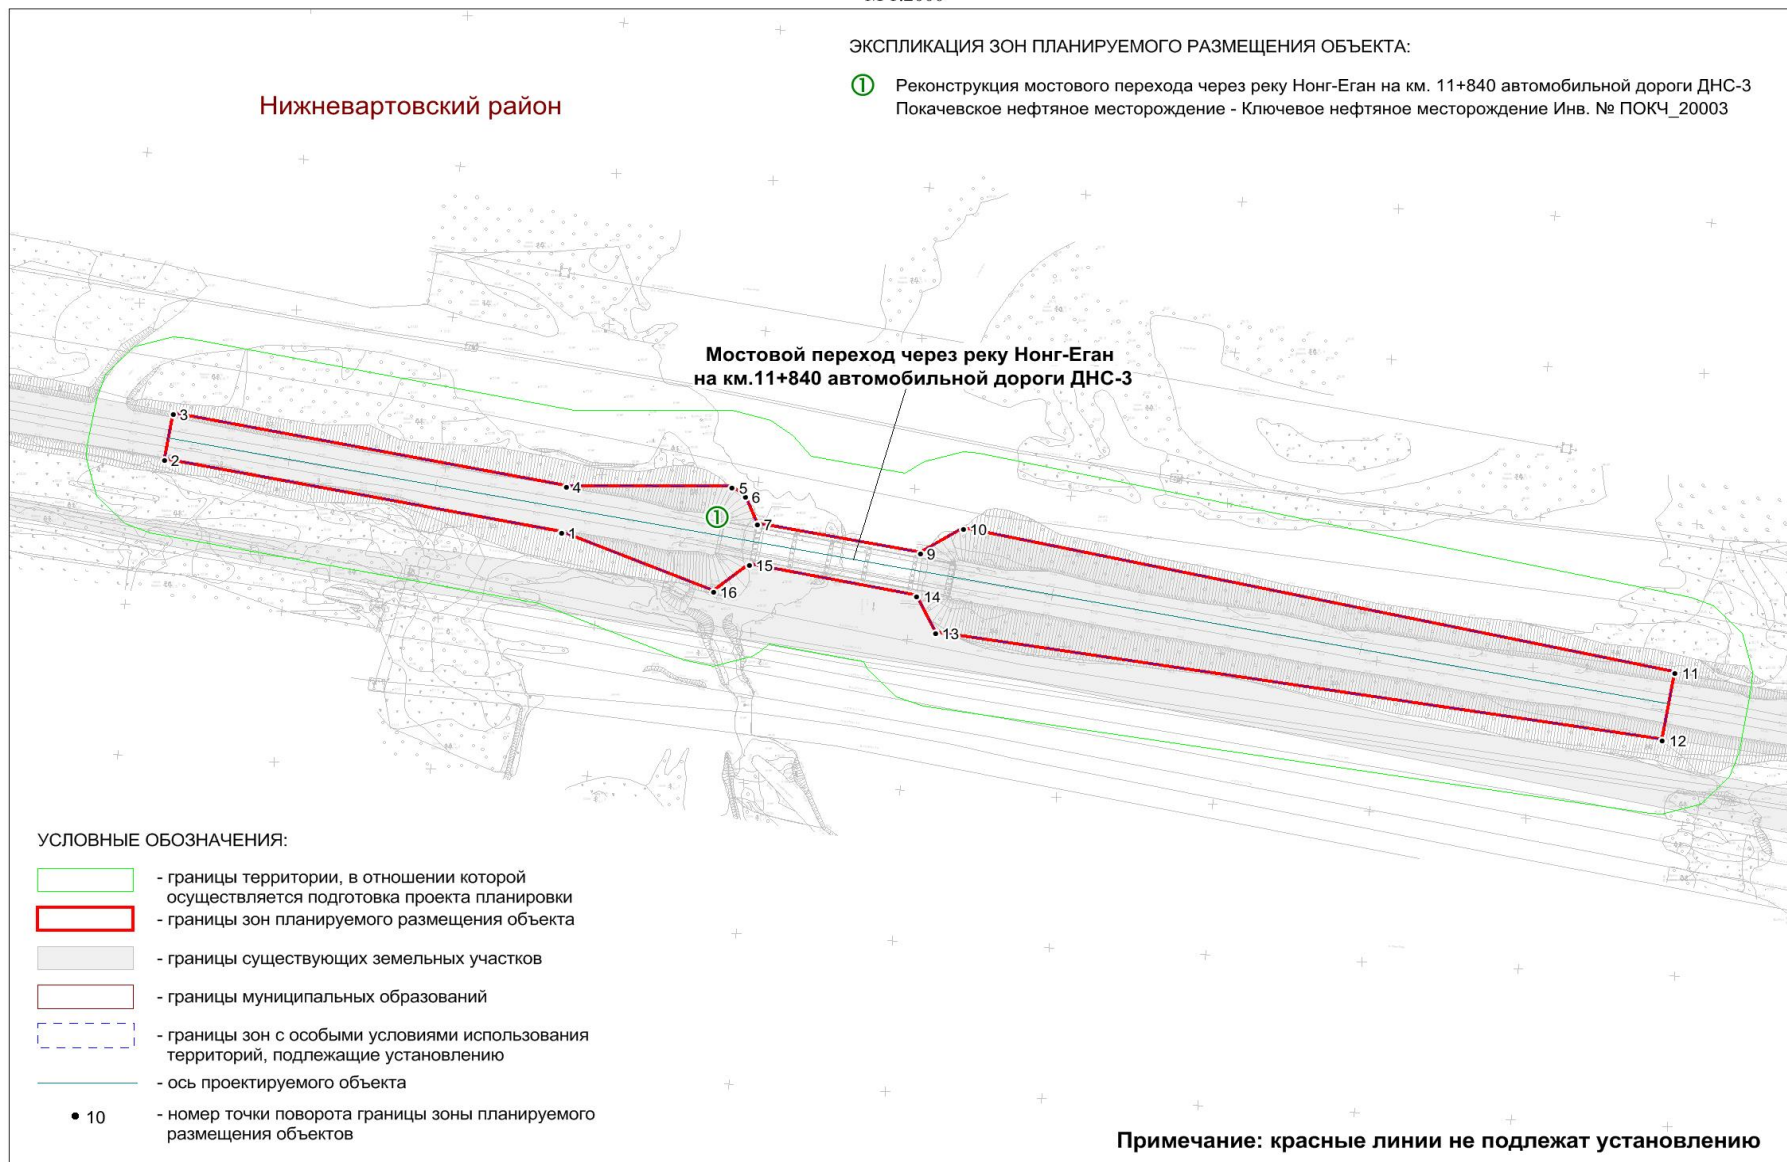 ЭКСПЛИКАЦИЯ ЗОН ПЛАНИРУЕМОГО РАЗМЕЩЕНИЯ ОБЪЕКТА:
1 Реконструкция мостового перехода через реку Нонг-Еган на км. 11+840 автомобильной дороги ДНС-3
Покачевское нефтяное месторождение - Ключевое нефтяное месторождение Инв. № ПОКЧ_20003
Нижневартовский район
Мостовой переход через реку Нонг-Еган
на км.11+840 автомобильной дороги ДНС-3
3
2
4
5
6
1
7
1
9
10
15
16
14
13
11
12
УСЛОВНЫЕ ОБОЗНАЧЕНИЯ:
- границы территории, в отношении которой
осуществляется подготовка проекта планировки
- границы зон планируемого размещения объекта
- границы существующих земельных участков
- границы муниципальных образований
- границы зон с особыми условиями использования
территорий, подлежащие установлению
- ось проектируемого объекта
10 - номер точки поворота границы зоны планируемого
размещения объектов
Примечание: красные линии не подлежат установлению